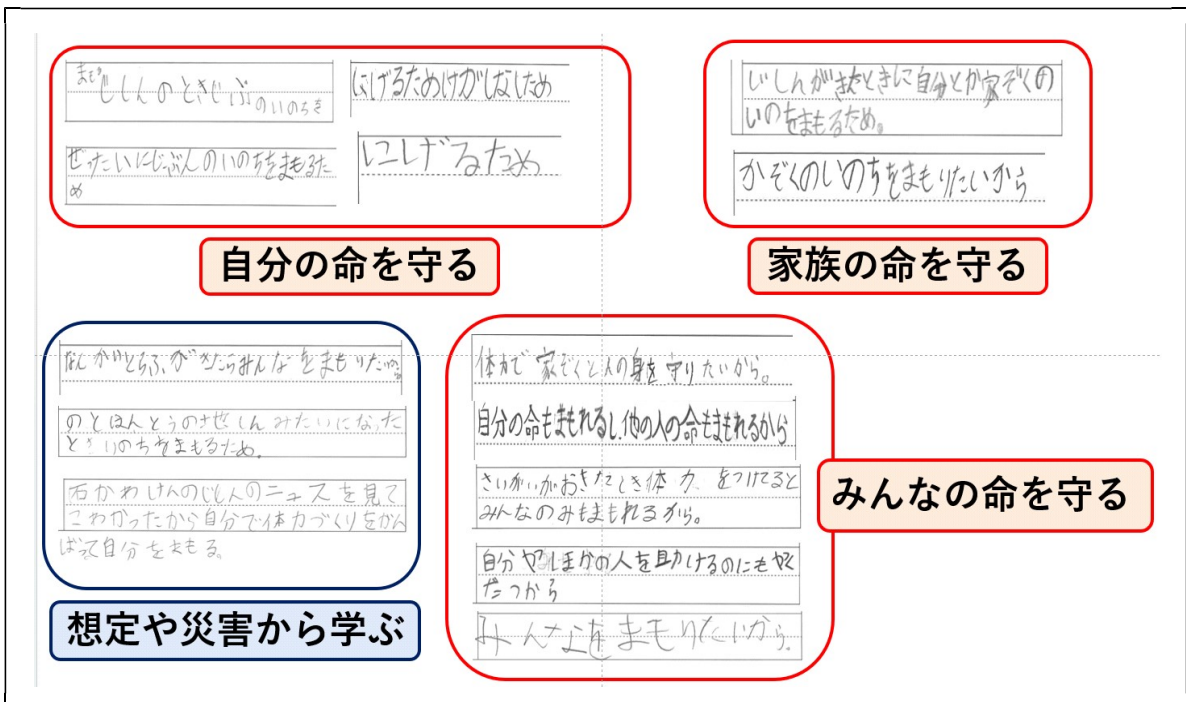 じしんのときじぶんのいのちをまもる
ぜったいにじぶんのいのちをまもるた
め
にげるためけがしないため
にげるため
自分の命を守る
じしんがきたときに自分とか家ぞくの
いのちをまもるため。
かぞくのいのちをまもりたいから
家族の命を守る
なんかいとらふがきたらみんなをまもりたいから
のとはんとうの地しんみたいになった
ときいのちをまもるため。
石かわけんのじしんのニュースを見て
こわかったから自分で体力づくりをがん
ばって自分をまもる。
想定や災害から学ぶ
体力で家ぞくと人の身を守りたいから。
自分の命もまもれるし、他の人の命もまもれるから
さいがいがおきたとき体力をつけてると
みんなのみもまもれるから。
自分やほかの人を助けるのにもやく
だつから
みんなをまもりたいから。
みんなの命を守る